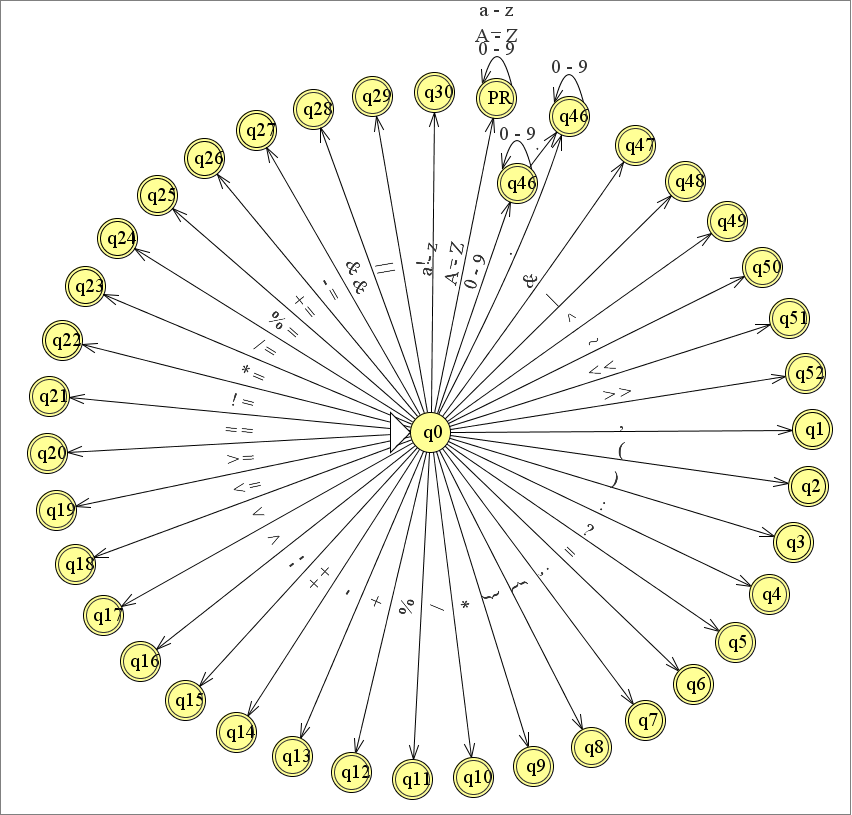 a - z
A - Z
0 - 9
0 - 9
0 - 9
.
q30
PR
q46
q46
q47
q48
q49
q50
q51
q52
q1
q2
q3
q4
q5
q6
q7
q8
q9
q10
q11
q12
q13
q14
q15
q16
q17
q18
q19
q20
q21
q22
q23
q24
q25
q26
q27
q28
q29
q0
!
a - z
A - Z
0 - 9
.
&
|
^
~
<<
>>
,
(
)
:
?
=
;
{
}
*
/
%
+
-
++
--
<
>=
<=
==
!=
*=
/=
%=
+=
-=
&&
||